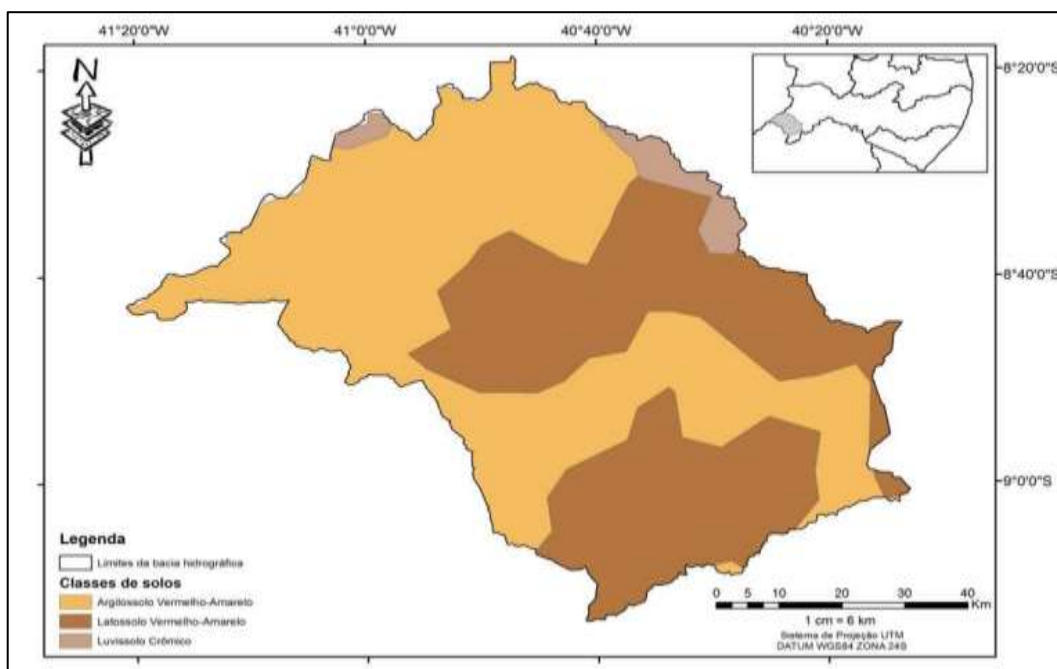 41°20'0"W 41°0'0"W 40°40'0"W 40°20'0"W
8°20'0"S
N
8°40'0"S
9°0'0"S
Legenda
Limites da bacia hidrográfica
Classes de solos
Argilossolo Vermelho-Amarelo
Latossolo Vermelho-Amarelo
Luvissolo Crômico
0 5 10 20 30 40
Km
1 cm = 6 km
Sistema de Projeção UTM
DATUM WGS84 ZONA 24S